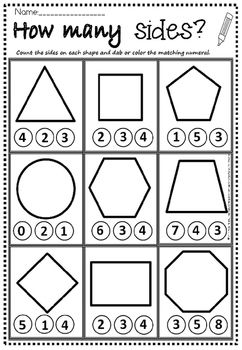 Name:
How many sides?
Count the sides on each shape and dab or color the matching numeral.
4 2 3
2 3 4
1 5 3
0 2 1
6 3 4
7 4 3
5 1 4
2 3 4
3 5 8